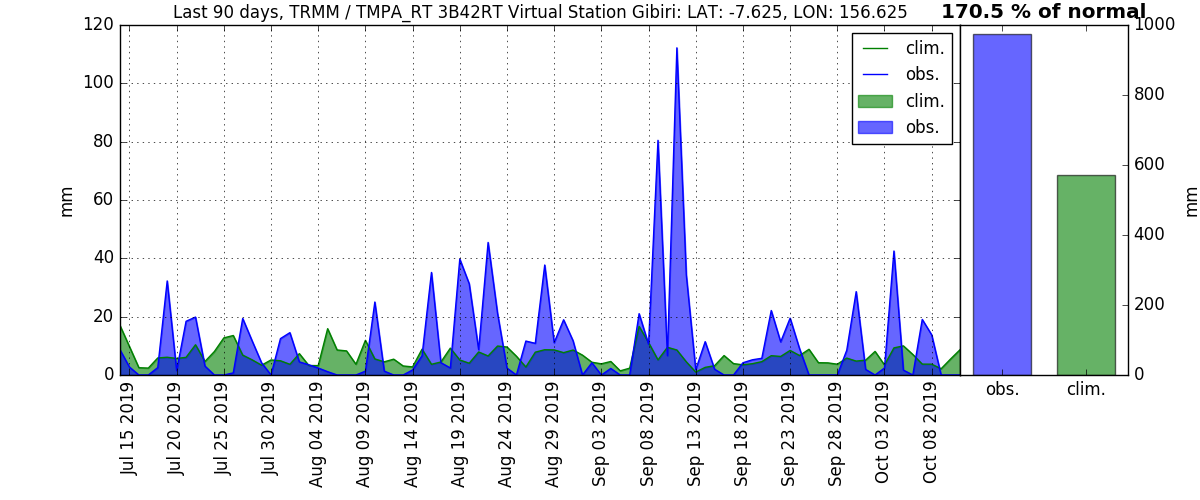 Last 90 days, TRMM / TMPA_RT 3B42RT Virtual Station Gibiri: LAT: -7.625, LON: 156.625
170.5 % of normal
120
100
80
60
40
20
0
mm
clim.
obs.
clim.
obs.
1000
800
600
400
200
0
mm
Jul 15 2019
Jul 20 2019
Jul 25 2019
Jul 30 2019
Aug 04 2019
Aug 09 2019
Aug 14 2019
Aug 19 2019
Aug 24 2019
Aug 29 2019
Sep 03 2019
Sep 08 2019
Sep 13 2019
Sep 18 2019
Sep 23 2019
Sep 28 2019
Oct 03 2019
Oct 08 2019
obs.
clim.